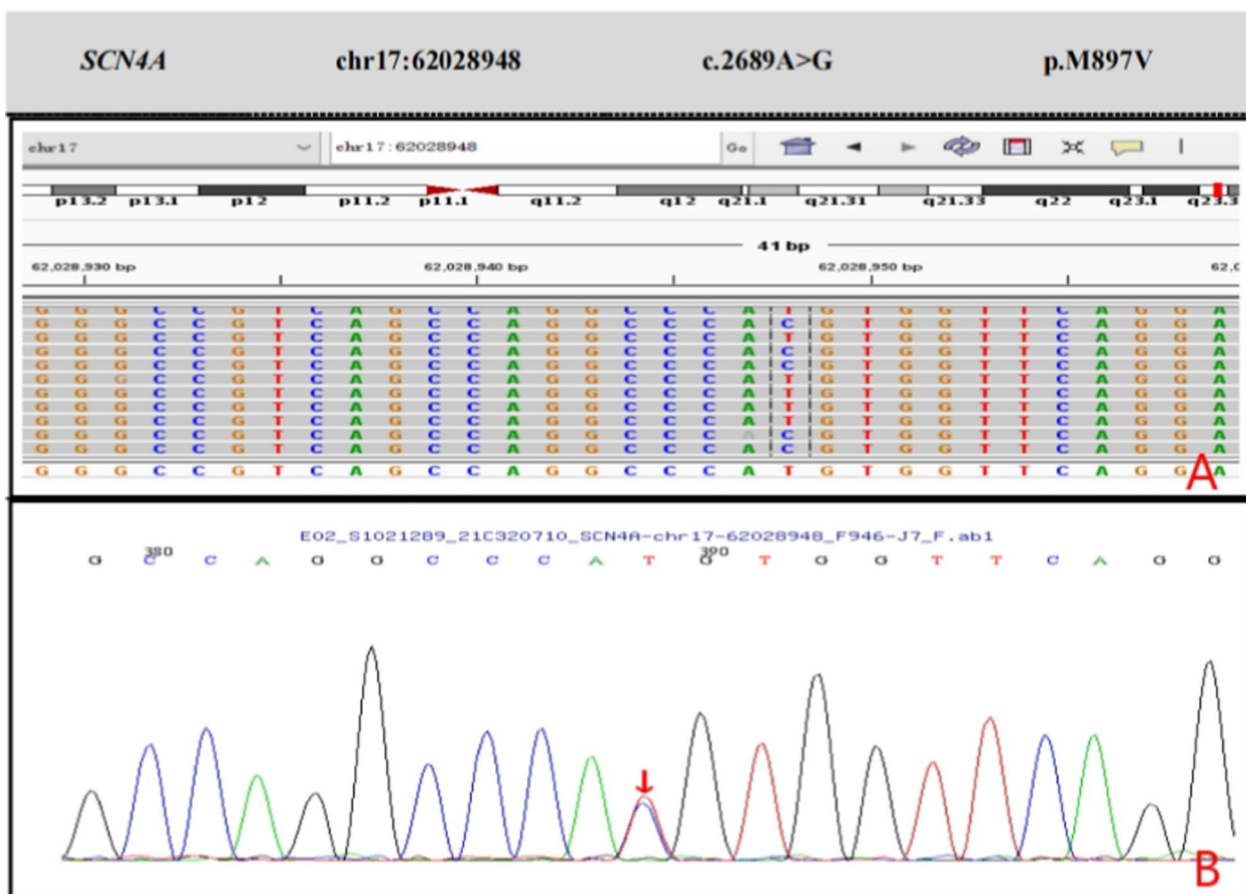 SCN4A chr17:62028948 c.2689A>G p.M897V
chr17 chr17:62028948 Go
p13.2 p13.1 p12 p11.2 p11.1 q11.2 q12 q21.1 q21.31 q21.33 q22 q23.1 q23.3
41 bp
62,028,930 bp 62,028,940 bp 62,028,950 bp 62,0
G G G C C G T C A G C C A G G C C C A T G T G G T T C A G G A
G G G C C G T C A G C C A G G C C C A C G T G G T T C A G G A
G G G C C G T C A G C C A G G C C C A T G T G G T T C A G G A
G G G C C G T C A G C C A G G C C C A C G T G G T T C A G G A
G G G C C G T C A G C C A G G C C C A C G T G G T T C A G G A
G G G C C G T C A G C C A G G C C C A T G T G G T T C A G G A
G G G C C G T C A G C C A G G C C C A T G T G G T T C A G G A
G G G C C G T C A G C C A G G C C C A T G T G G T T C A G G A
G G G C C G T C A G C C A G G C C C A T G T G G T T C A G G A
G G G C C G T C A G C C A G G C C C A C G T G G T T C A G G A
G G G C C G T C A G C C A G G C C C A C G T G G T T C A G G A
G G G C C G T C A G C C A G G C C C A T G T G G T T C A G G A
A
E02_S1021289_21C320710_SCN4A-chr17-62028948_F946-J7_F.ab1
380 390
G C C A G G C C C A T G T G G T T C A G G
B